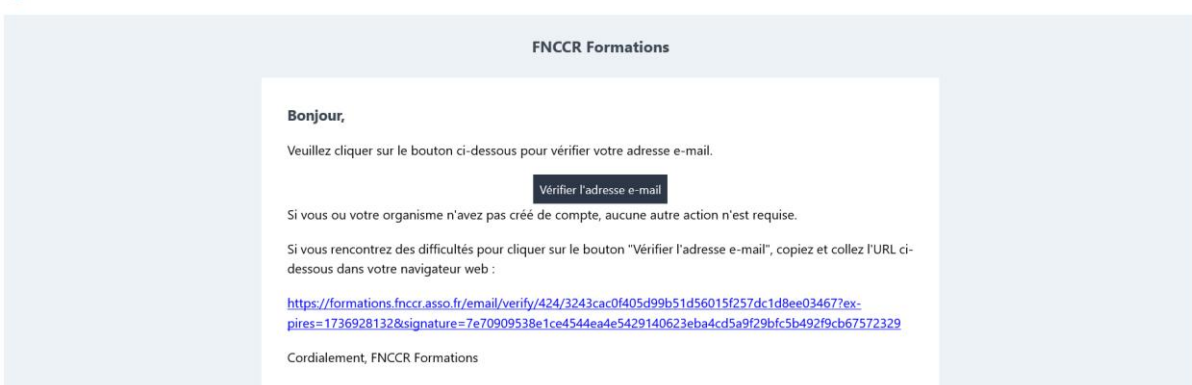 FNCCR Formations
Bonjour,
Veuillez cliquer sur le bouton ci-dessous pour vérifier votre adresse e-mail.
Vérifier l'adresse e-mail
Si vous ou votre organisme n'avez pas créé de compte, aucune autre action n'est requise.
Si vous rencontrez des difficultés pour cliquer sur le bouton "Vérifier l'adresse e-mail", copiez et collez l'URL ci-
dessous dans votre navigateur web :
https://formations.fnccr.asso.fr/email/verify/424/3243cac0f405d99b51d56015f257dc1d8ee03467?ex-
pires=1736928132&signature=7e70909538e1ce4544ea4e5429140623eba4cd5a9f29bfc5b492f9cb67572329
Cordialement, FNCCR Formations